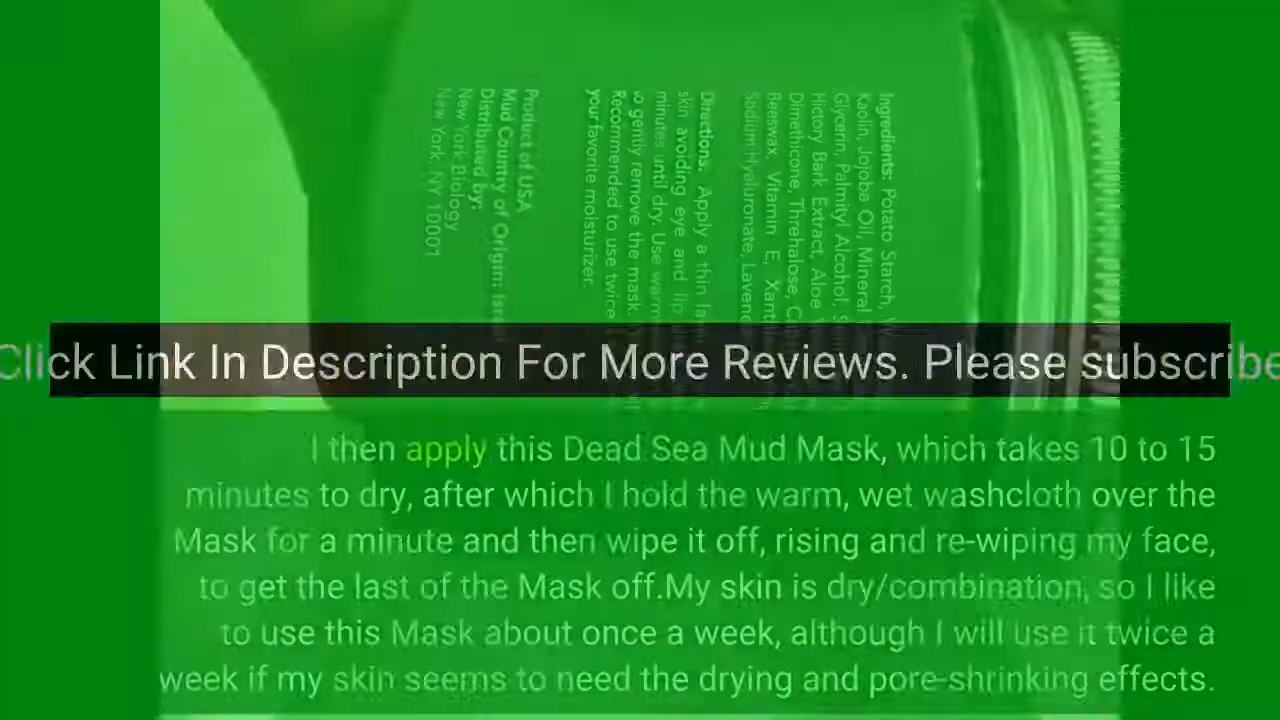 Ingredients: Potato Starch,
Kaolin, Jojoba Oil, Mineral
Glycerin, Palmityl Alcohol,
Hictory Bark Extract, Aloe
Dimethicone, Threhalose,
Beeswax, Vitamin E,
Sodium Hyaluronate,
Directions: Apply a thin
skin avoiding eye and lip
minutes until dry. Use warm
to gently remove the mask.
Recommended to use twice
your favorite moisturizer.
Product of USA
Mud Country of Origin:
Distributed by:
New York Biology
New York NY 10001
Click Link In Description For More Reviews. Please subscribe
I then apply this Dead Sea Mud Mask, which takes 10 to 15
minutes to dry, after which I hold the warm, wet washcloth over the
Mask for a minute and then wipe it off, rising and re-wiping my face,
to get the last of the Mask off.My skin is dry/combination, so I like
to use this Mask about once a week, although I will use it twice a
week if my skin seems to need the drying and pore-shrinking effects.